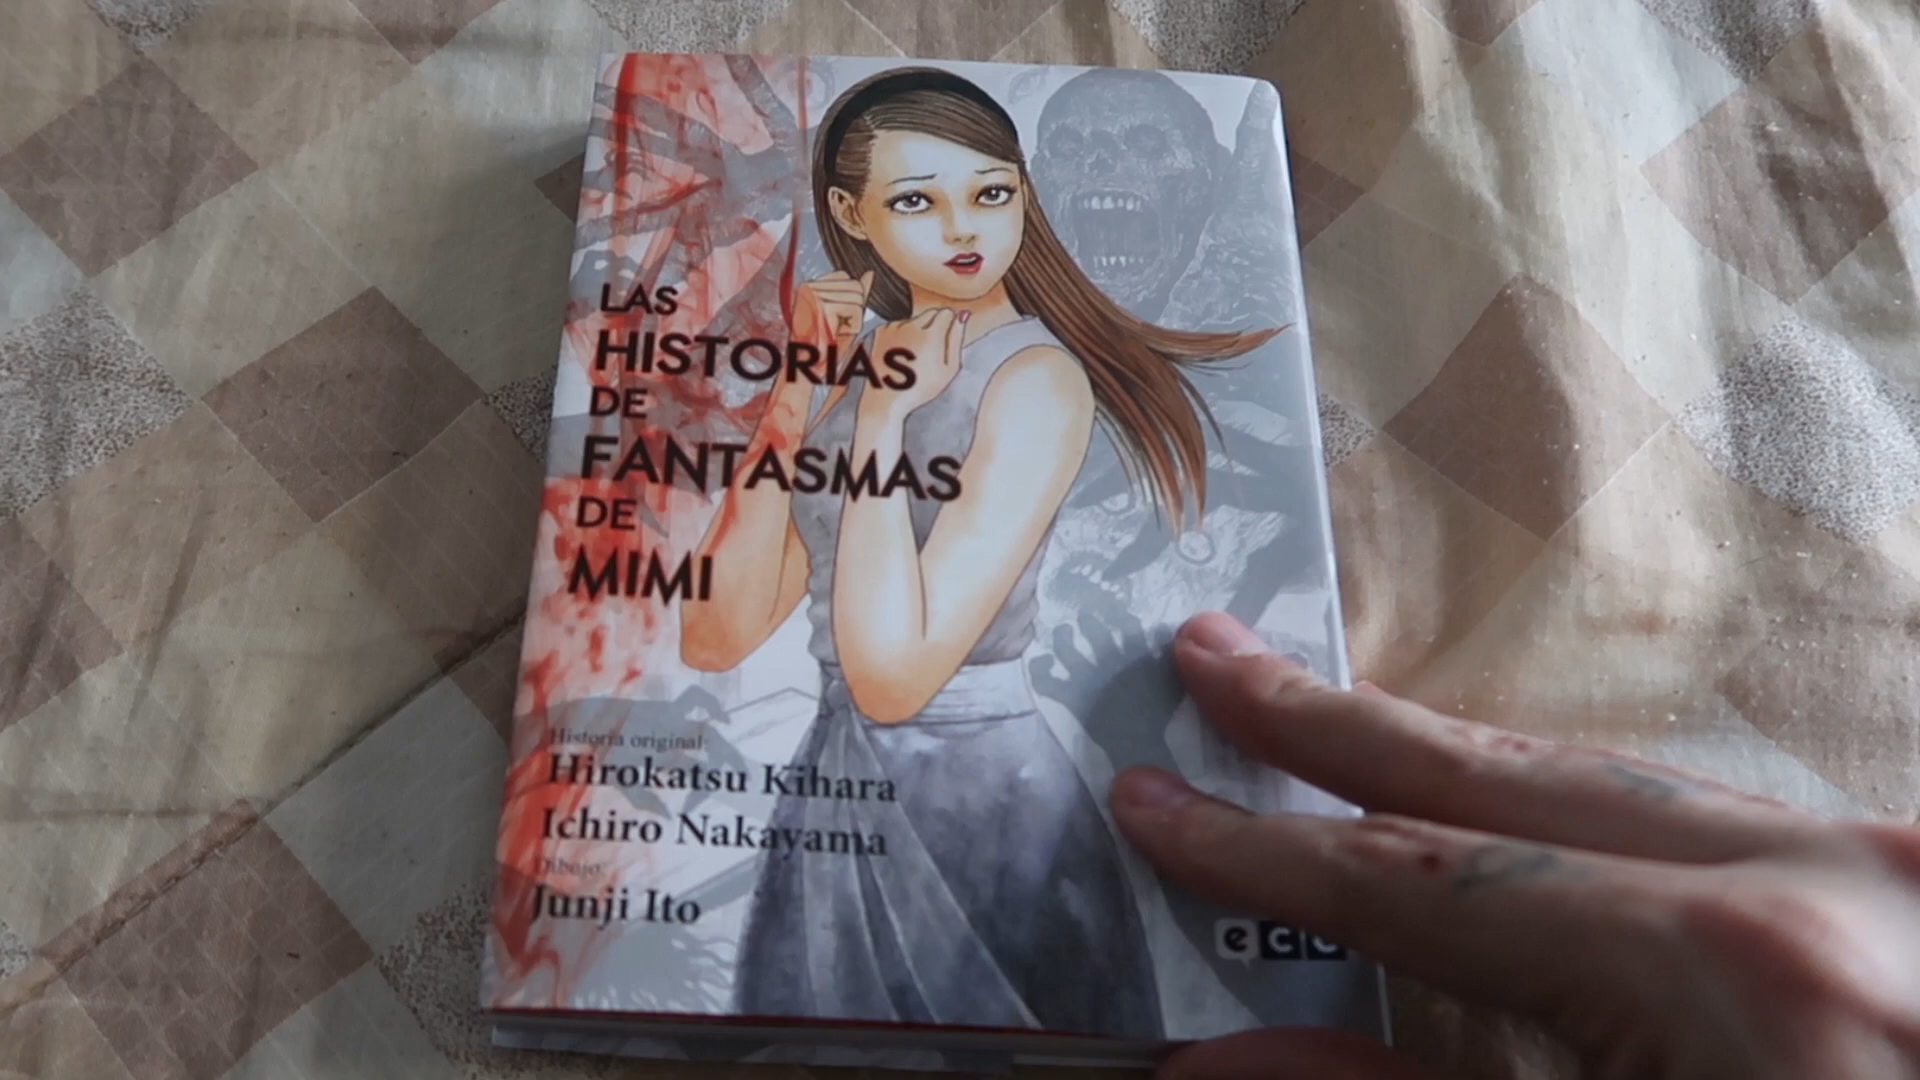 LAS
HISTORIAS
DE
FANTASMAS
DE
MIMI
Historia original:
Hirokatsu Kihara
Ichiro Nakayama
Dibujo:
Junji Ito
ecc